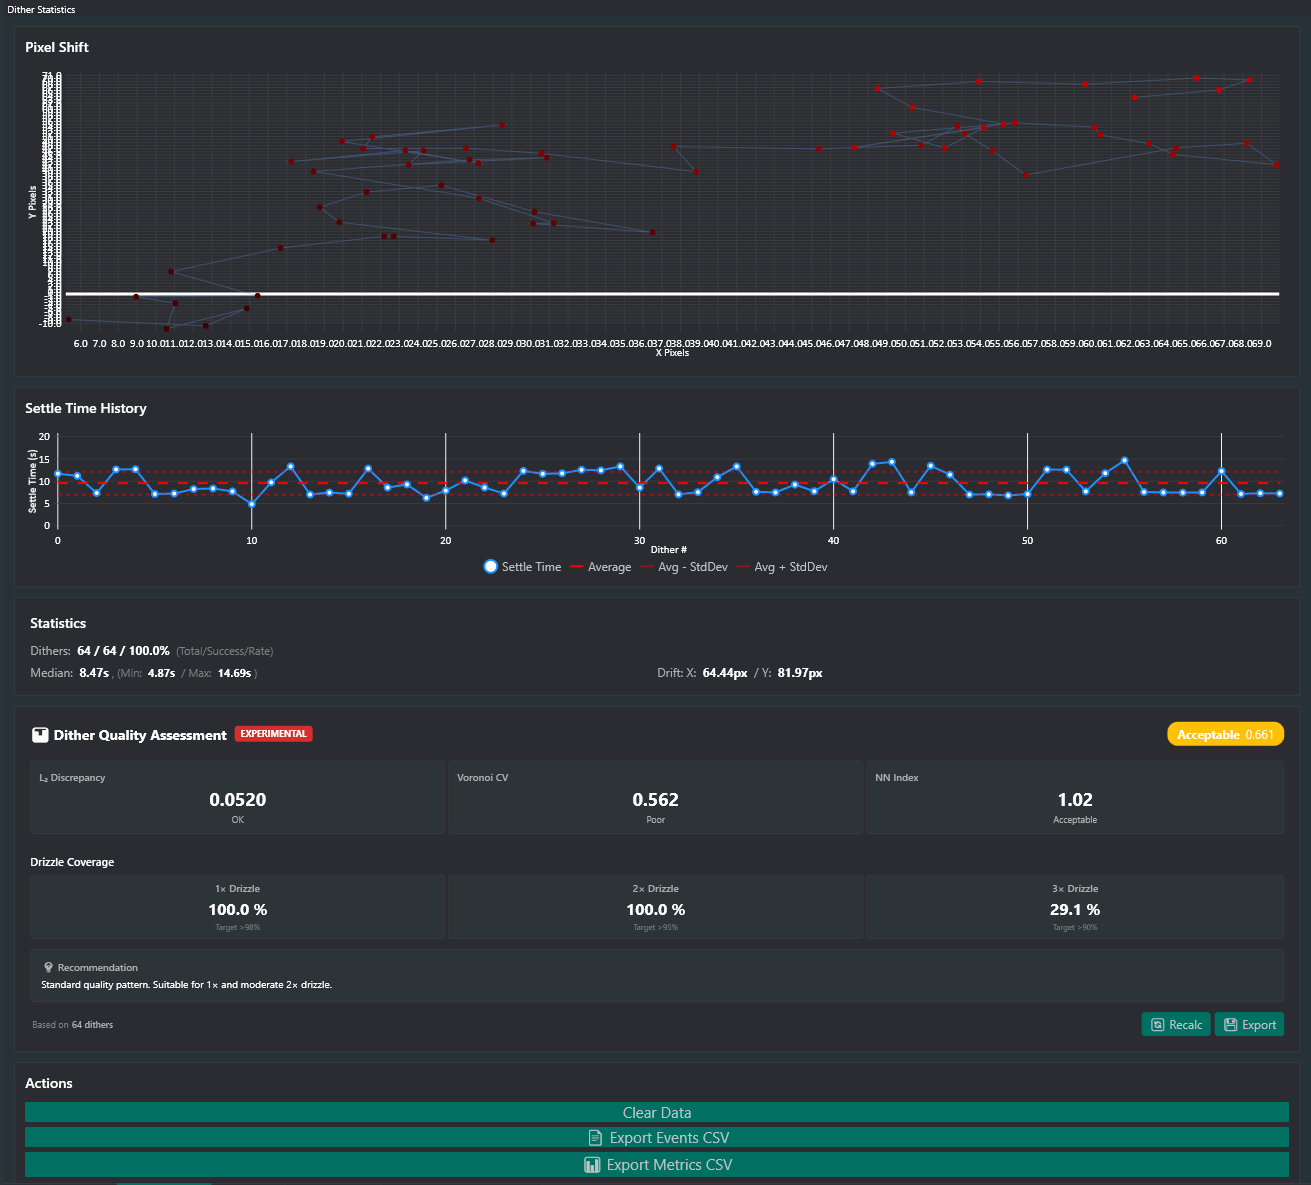 Dither Statistics
Pixel Shift
Y Pixels
-10.0
6.0 7.0 8.0 9.0 10.0 11.0 12.0 13.0 14.0 15.0 16.0 17.0 18.0 19.0 20.0 21.0 22.0 23.0 24.0 25.0 26.0 27.0 28.0 29.0 30.0 31.0 32.0 33.0 34.0 35.0 36.0 37.0 38.0 39.0 40.0 41.0 42.0 43.0 44.0 45.0 46.0 47.0 48.0 49.0 50.0 51.0 52.0 53.0 54.0 55.0 56.0 57.0 58.0 59.0 60.0 61.0 62.0 63.0 64.0 65.0 66.0 67.0 68.0 69.0
X Pixels
Settle Time History
Settle Time (s)
20
15
10
5
0
0 10 20 30 40 50 60
Dither #
Settle Time Average Avg - StdDev Avg + StdDev
Statistics
Dithers: 64 / 64 / 100.0% (Total/Success/Rate)
Median: 8.47s , (Min: 4.87s / Max: 14.69s ) Drift: X: 64.44px / Y: 81.97px
Dither Quality Assessment EXPERIMENTAL Acceptable 0.661
L₂ Discrepancy Voronoi CV NN Index
0.0520 0.562 1.02
OK Poor Acceptable
Drizzle Coverage
1× Drizzle 2× Drizzle 3× Drizzle
100.0 % 100.0 % 29.1 %
Target >98% Target >95% Target >90%
Recommendation
Standard quality pattern. Suitable for 1× and moderate 2× drizzle.
Based on 64 dithers Recalc Export
Actions
Clear Data
Export Events CSV
Export Metrics CSV